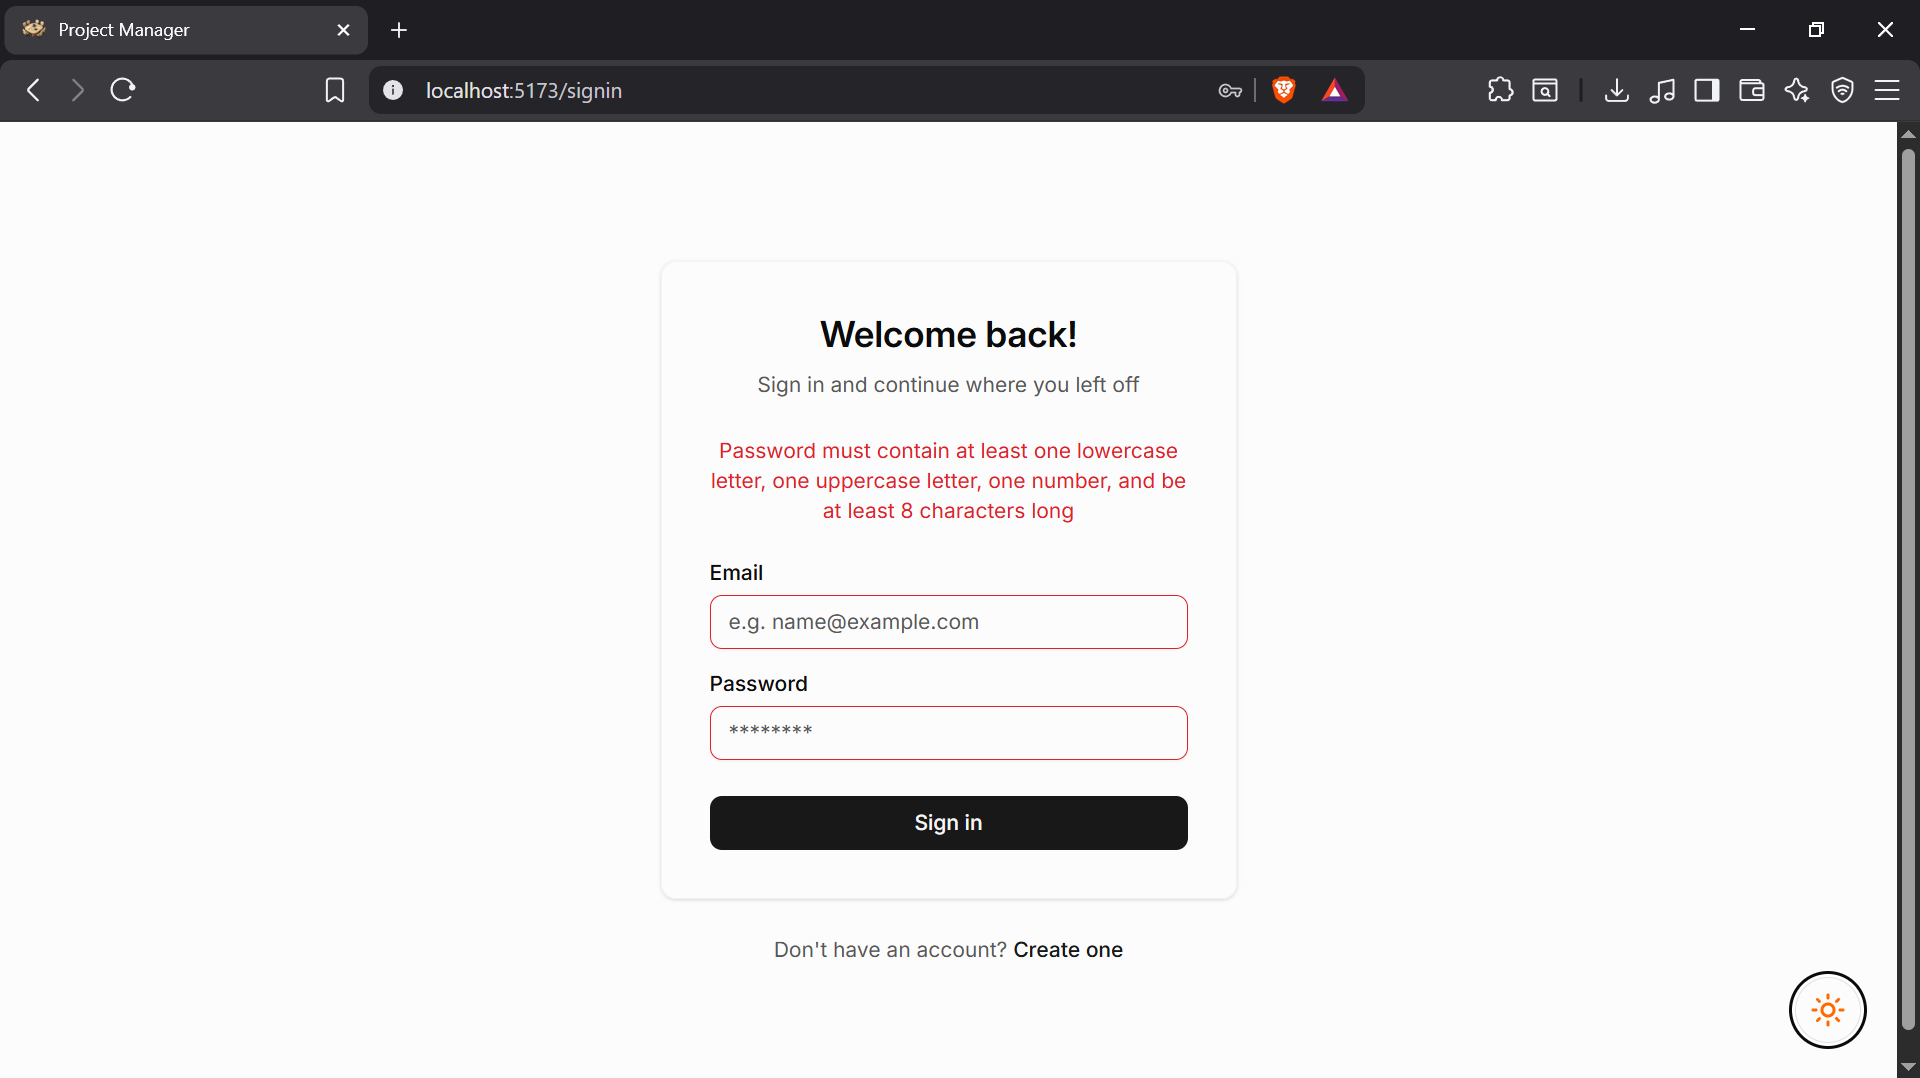 Project Manager
localhost:5173/signin
Welcome back!
Sign in and continue where you left off
Password must contain at least one lowercase
letter, one uppercase letter, one number, and be
at least 8 characters long
Email
e.g. name@example.com
Password
********
Sign in
Don't have an account? Create one